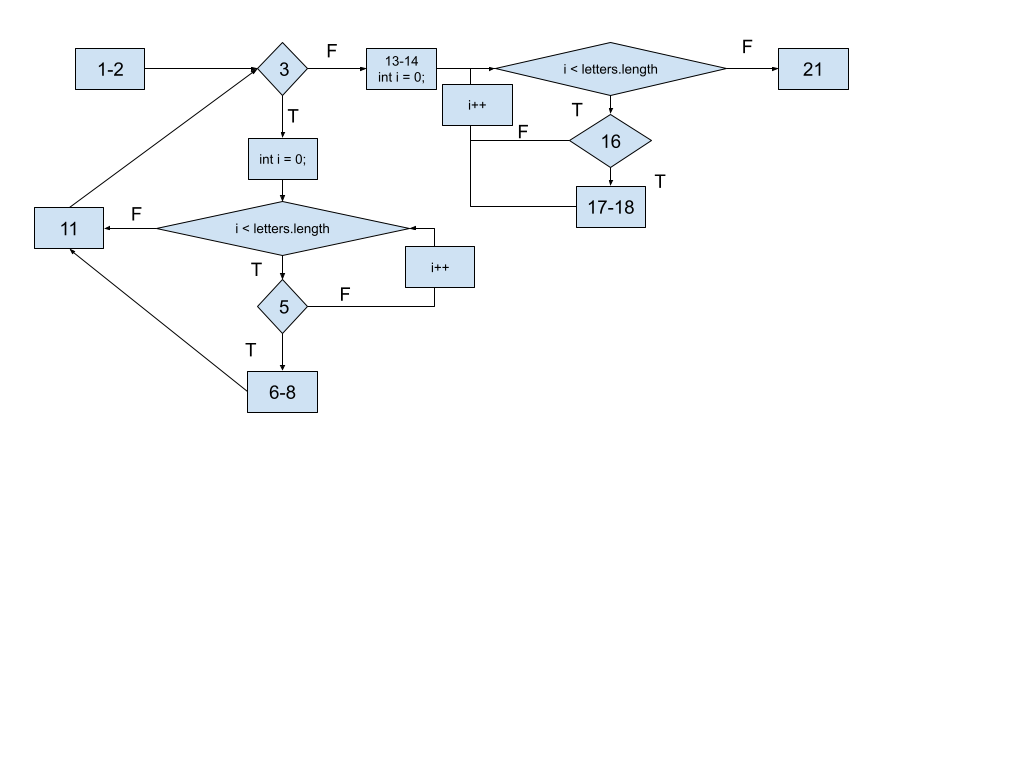 1-2
3
F
13-14
int i = 0;
i < letters.length
F
21
i++
T
T
F
16
int i = 0;
T
17-18
11
F
i < letters.length
T
i++
5
F
T
6-8